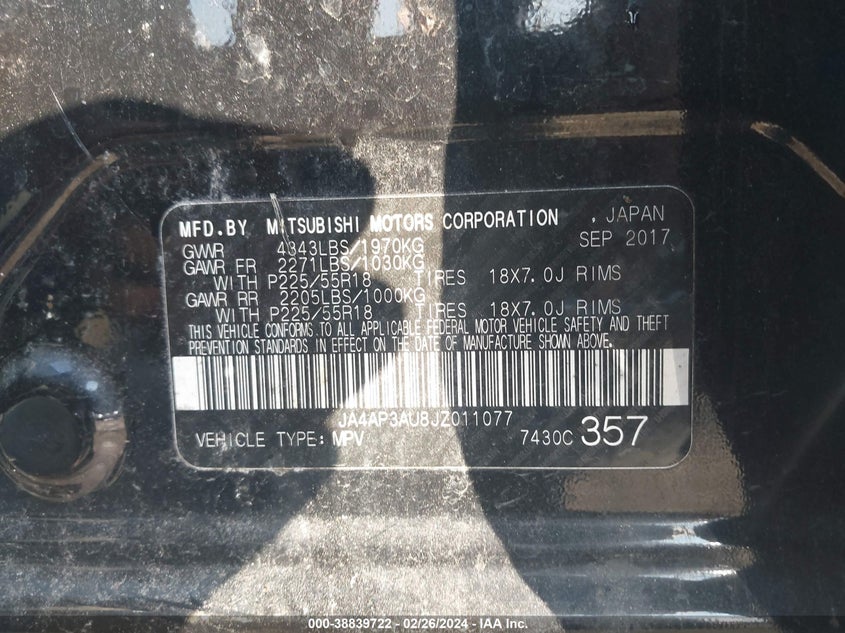 MFD.BY MITSUBISHI MOTORS CORPORATION , JAPAN
GVWR 4343LBS/1970KG SEP 2017
GAWR FR 2271LBS/1030KG
WITH P225/55R18 TIRES 18X7.0J RIMS
GAWR RR 2205LBS/1000KG
WITH P225/55R18 TIRES 18X7.0J RIMS
THIS VEHICLE CONFORMS TO ALL APPLICABLE FEDERAL MOTOR VEHICLE SAFETY AND THEFT
PREVENTION STANDARDS IN EFFECT ON THE DATE OF MANUFACTURE SHOWN ABOVE.
JA4AP3AU8JZ011077
VEHICLE TYPE: MPV 7430C 357
000-38839722 - 02/26/2024 - IAA Inc.